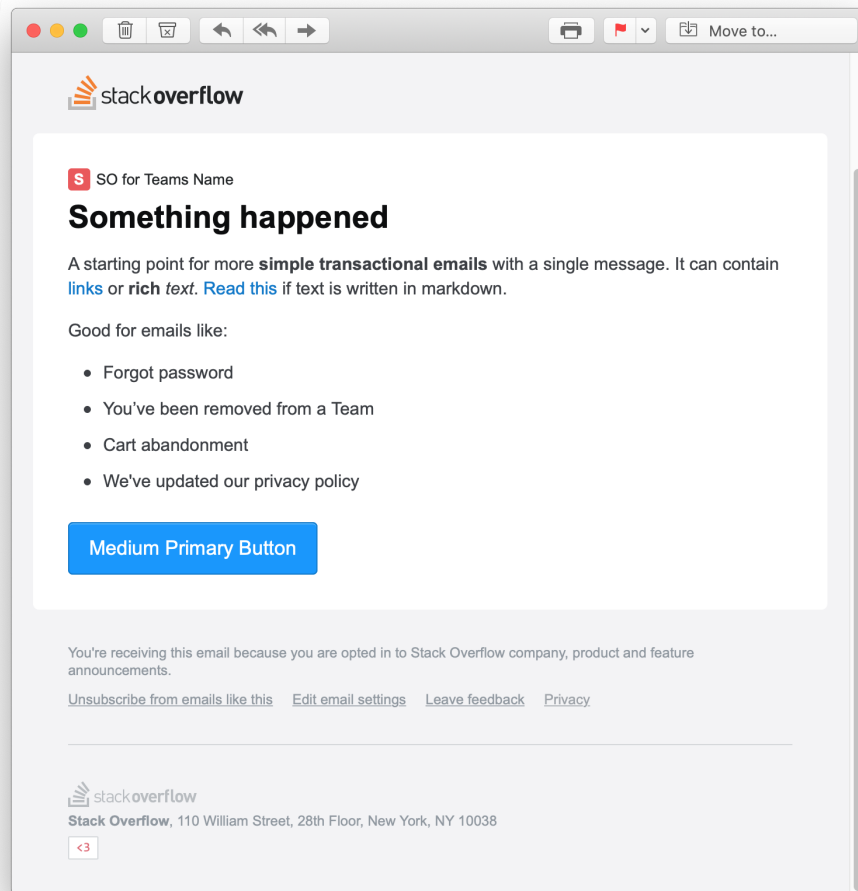 Move to...
stackoverflow
S SO for Teams Name
Something happened
A starting point for more simple transactional emails with a single message. It can contain
links or rich text. Read this if text is written in markdown.
Good for emails like:
• Forgot password
• You’ve been removed from a Team
• Cart abandonment
• We've updated our privacy policy
Medium Primary Button
You're receiving this email because you are opted in to Stack Overflow company, product and feature
announcements.
Unsubscribe from emails like this Edit email settings Leave feedback Privacy
stackoverflow
Stack Overflow, 110 William Street, 28th Floor, New York, NY 10038
<3